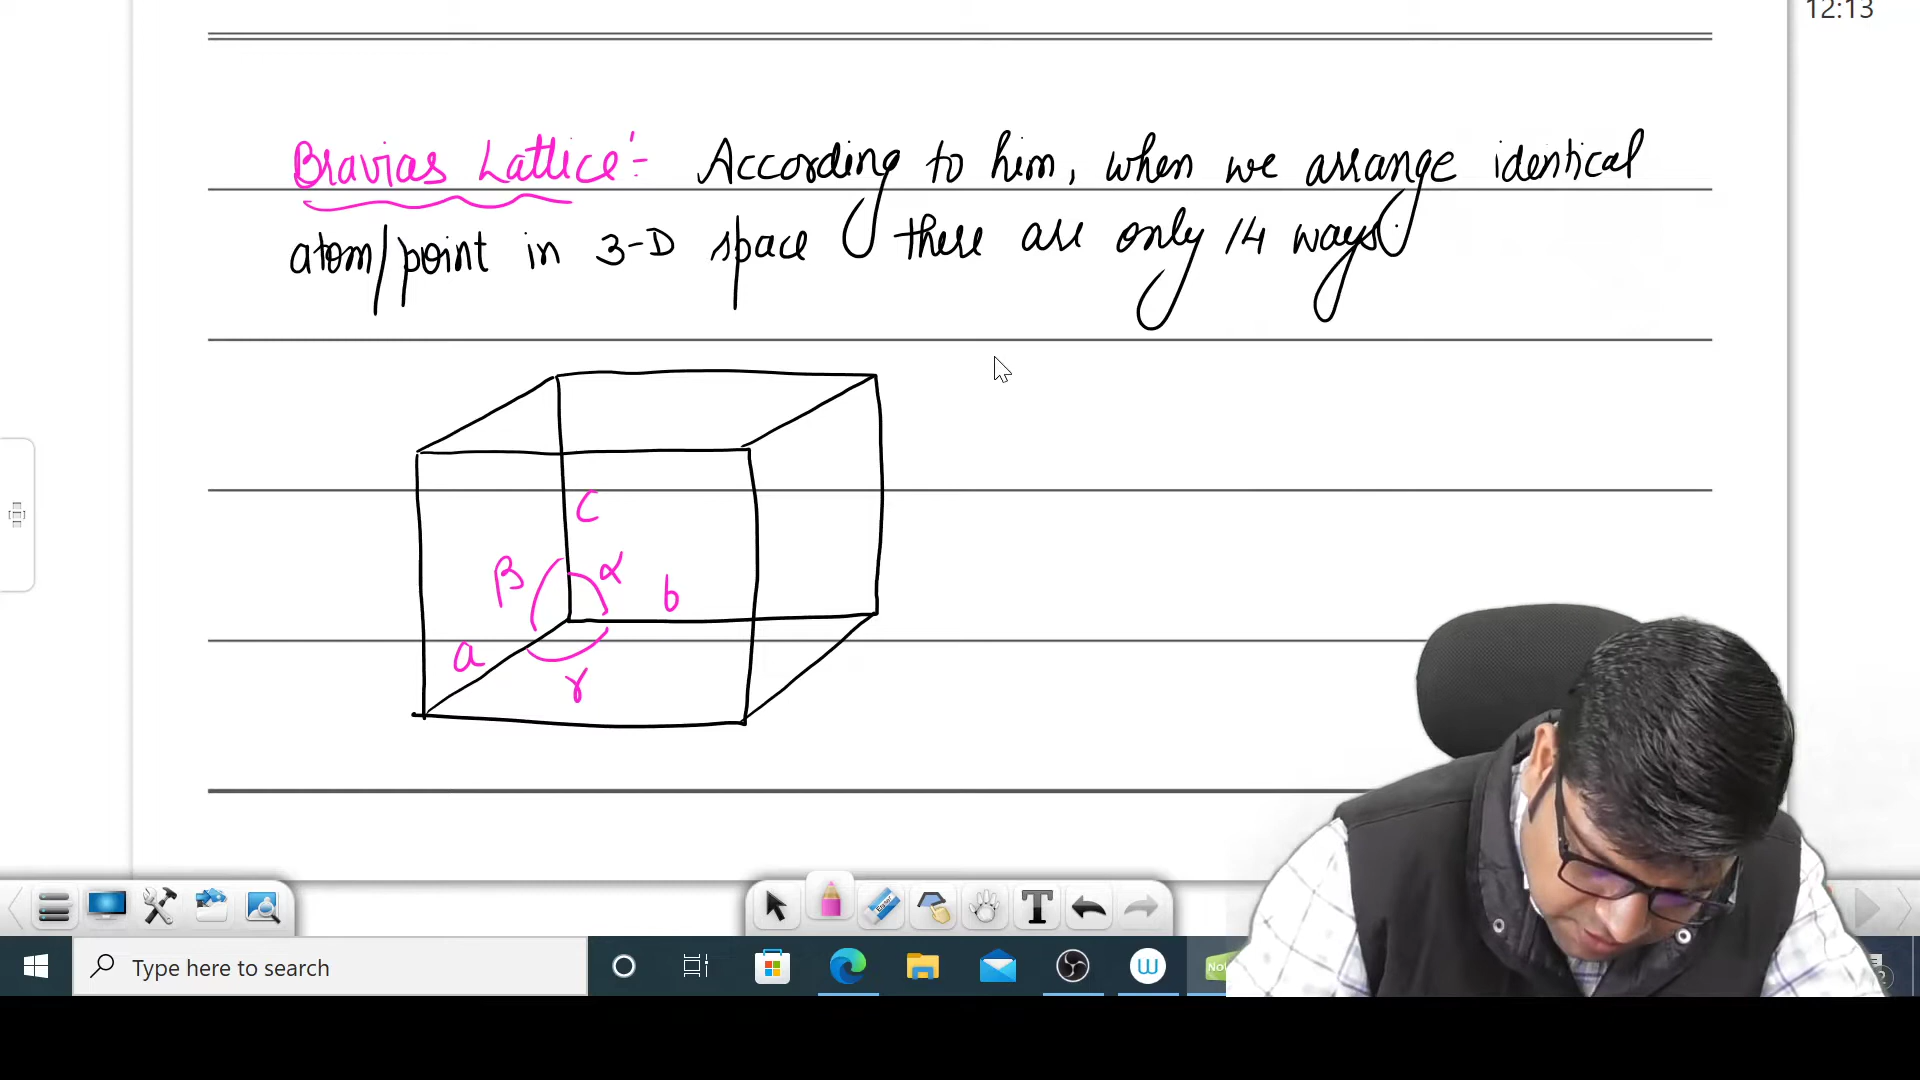 12:13
Bravias Lattice:- According to him, when we arrange identical
atom/point in 3-D space there are only 14 ways.
C
β α
b
a
γ
Type here to search